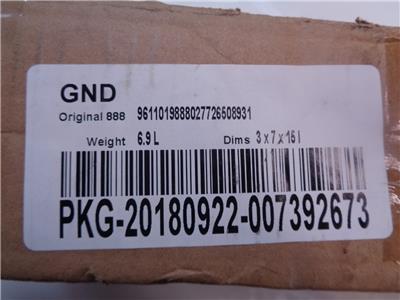 GND
Original 888 9611019888027726508931
Weight 6.9 L Dims 3 x 7 x 16 I
PKG-20180922-007392673